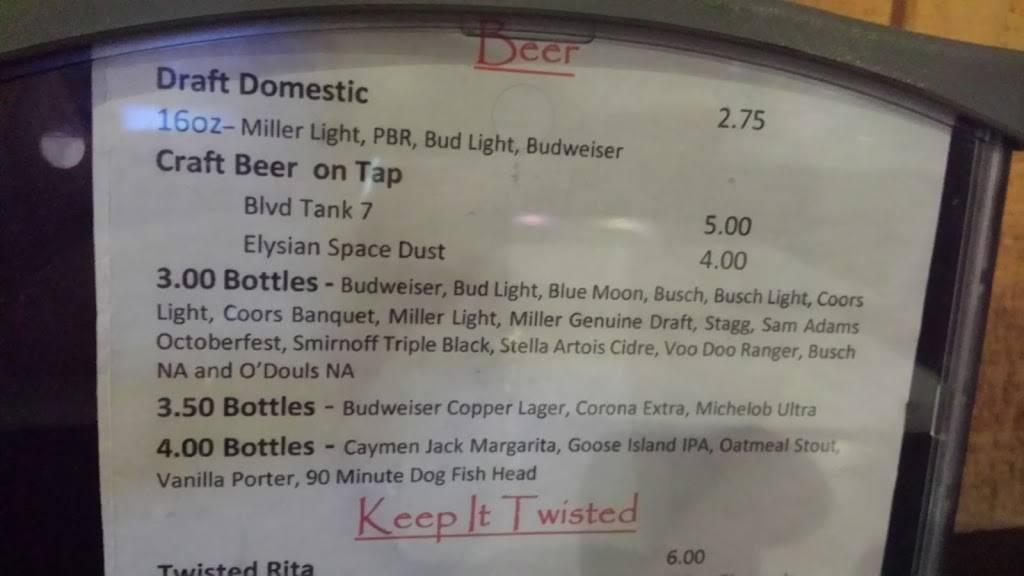 Beer
Draft Domestic
16oz– Miller Light, PBR, Bud Light, Budweiser 2.75
Craft Beer on Tap
Blvd Tank 7 5.00
Elysian Space Dust 4.00
3.00 Bottles - Budweiser, Bud Light, Blue Moon, Busch, Busch Light, Coors
Light, Coors Banquet, Miller Light, Miller Genuine Draft, Stagg, Sam Adams
Octoberfest, Smirnoff Triple Black, Stella Artois Cidre, Voo Doo Ranger, Busch
NA and O'Douls NA
3.50 Bottles - Budweiser Copper Lager, Corona Extra, Michelob Ultra
4.00 Bottles - Caymen Jack Margarita, Goose Island IPA, Oatmeal Stout,
Vanilla Porter, 90 Minute Dog Fish Head
Keep It Twisted
Twisted Rita 6.00